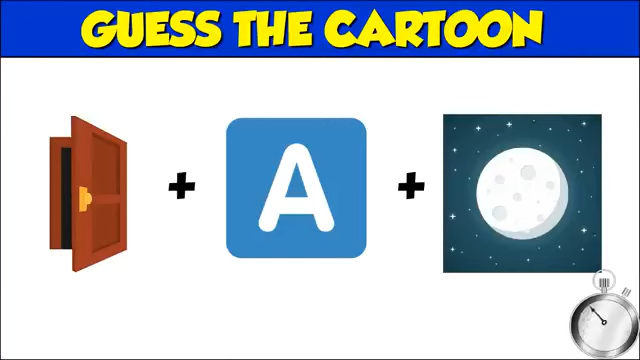 GUESS THE CARTOON
+ A +